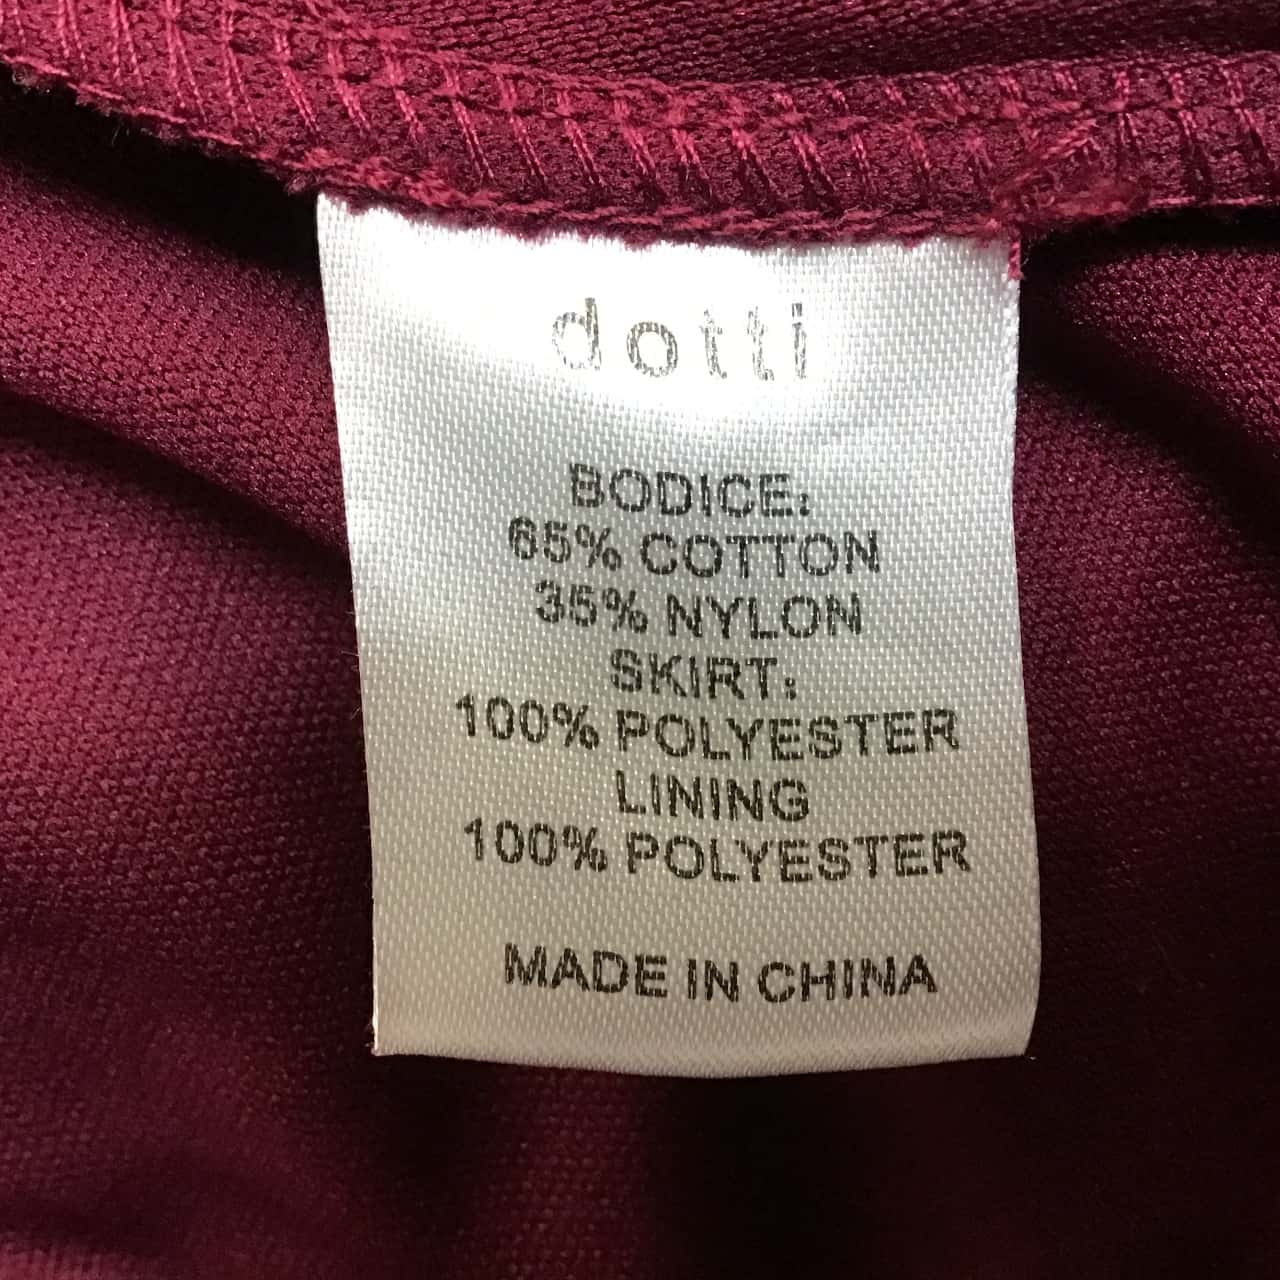 dotti
BODICE:
65% COTTON
35% NYLON
SKIRT:
100% POLYESTER
LINING
100% POLYESTER
MADE IN CHINA